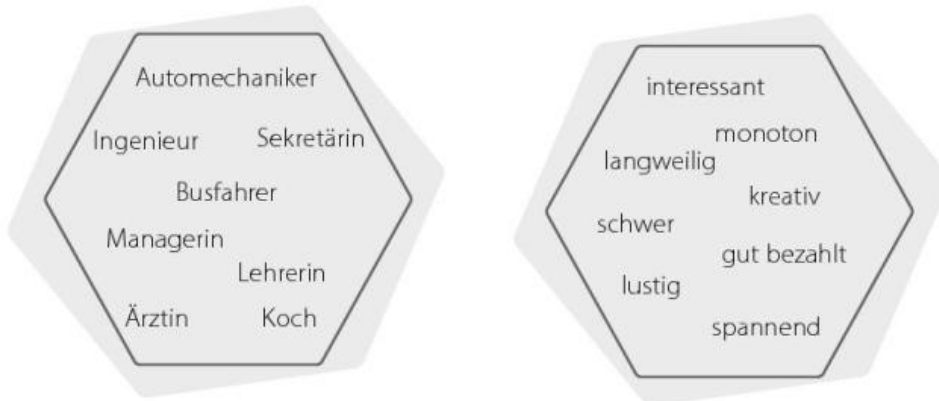 Automechaniker
Ingenieur
Sekretärin
Busfahrer
Managerin
Lehrerin
Ärztin
Koch
interessant
monoton
langweilig
kreativ
schwer
gut bezahlt
lustig
spannend